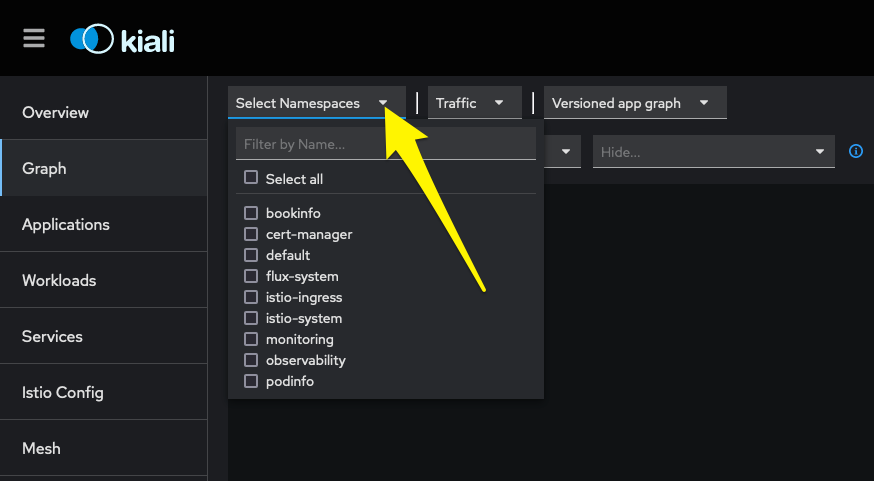 kiali
Overview
Graph
Applications
Workloads
Services
Istio Config
Mesh
Select Namespaces
Traffic
Versioned app graph
Filter by Name...
Hide...
Select all
bookinfo
cert-manager
default
flux-system
istio-ingress
istio-system
monitoring
observability
podinfo